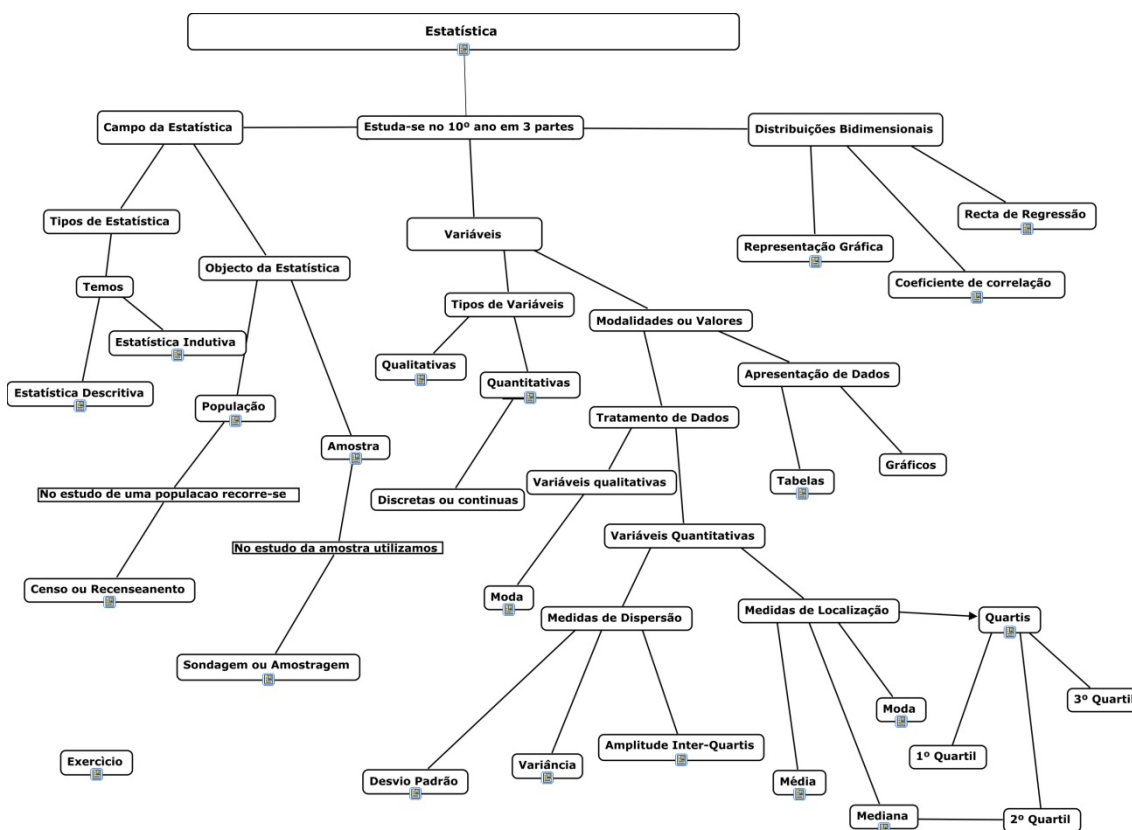 Estatística
Campo da Estatística
Estuda-se no 10º ano em 3 partes
Distribuições Bidimensionais
Tipos de Estatística
Recta de Regressão
Variáveis
Representação Gráfica
Objecto da Estatística
Coeficiente de correlação
Temos
Tipos de Variáveis
Modalidades ou Valores
Estatística Indutiva
Qualitativas
Quantitativas
Apresentação de Dados
Estatística Descritiva
População
Tratamento de Dados
Amostra
Gráficos
Variáveis qualitativas
Tabelas
No estudo de uma populacao recorre-se
Discretas ou continuas
Variáveis Quantitativas
No estudo da amostra utilizamos
Censo ou Recenseanento
Moda
Medidas de Dispersão
Medidas de Localização
Quartis
Sondagem ou Amostragem
3º Quartil
Moda
Amplitude Inter-Quartis
1º Quartil
Exercicio
Variância
Desvio Padrão
Média
Mediana
2º Quartil